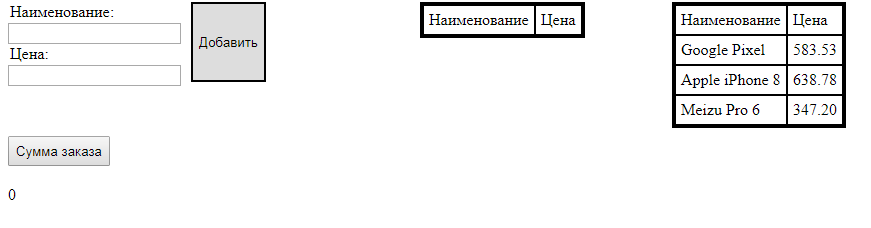 Наименование:
Цена:
Добавить
Сумма заказа
0
Наименование Цена
Наименование Цена
Google Pixel 583.53
Apple iPhone 8 638.78
Meizu Pro 6 347.20